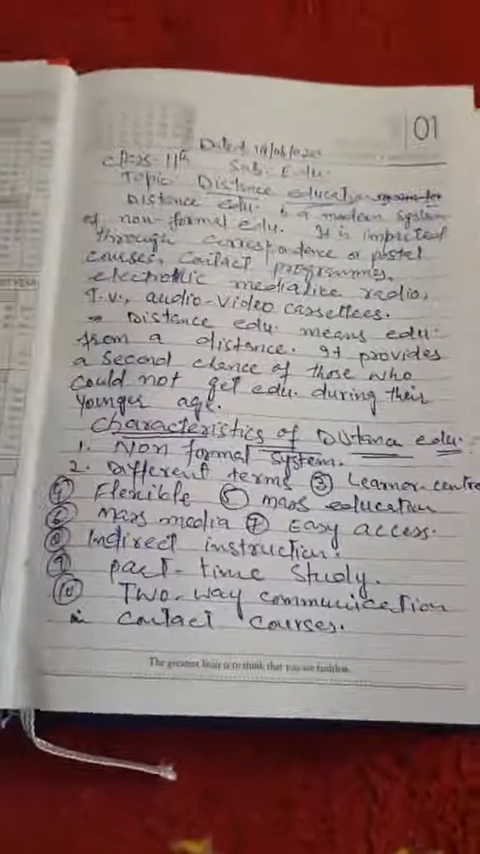 01
Dated 19/06/020
Class 11th Sub. Edu.
Topic Distance education
Distance edu. is a modern system
of non-formal edu. It is imparted
through correspondence or postal
courses, contact programmes,
electronic media like radio,
T.V., audio-video cassettees.
→ Distance edu. means edu.
from a distance. It provides
a second chance of those who
could not get edu. during their
younger age.
Characteristics of Distance edu.
1. Non formal system.
2. Different terms ③ Learner-centre
④ Flexible ⑤ mass education
⑥ Mass media ⑦ Easy access.
⑧ Indirect instruction.
⑨ part-time study.
⑩ Two-way communication
in contact courses.
The greatest fault is to think that you are faultless.